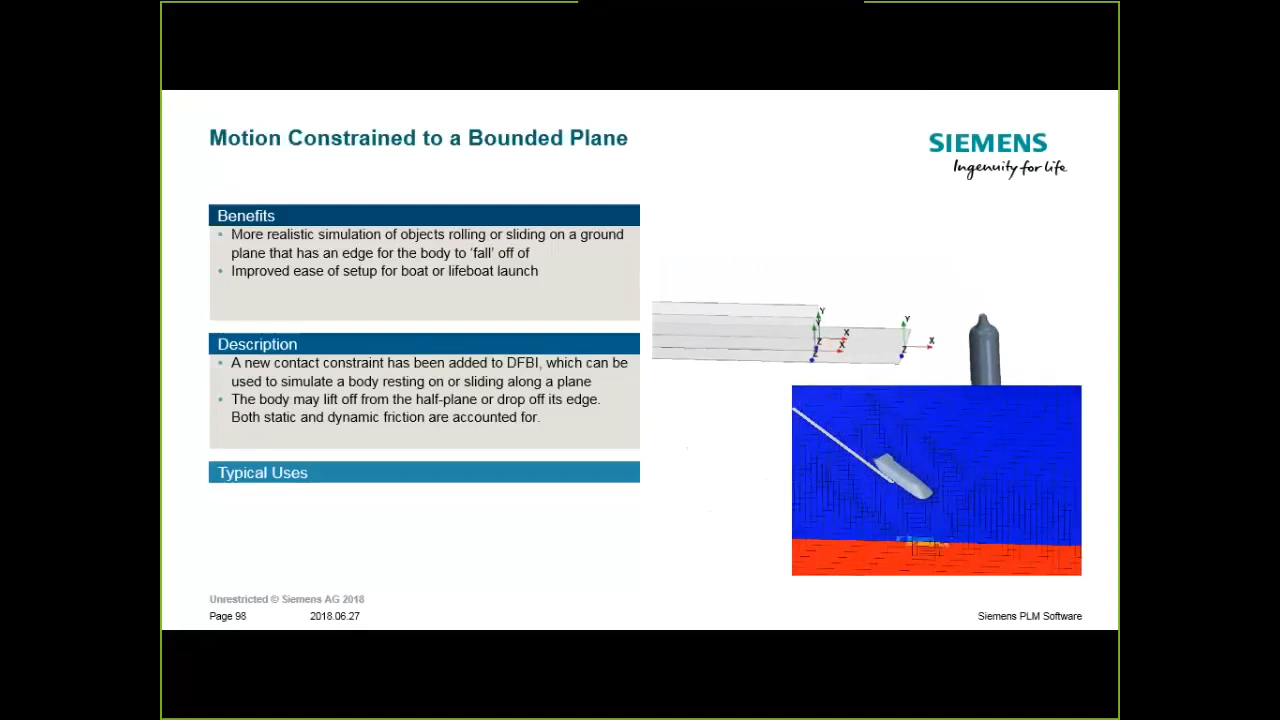 Motion Constrained to a Bounded Plane
SIEMENS
Ingenuity for life
Benefits
• More realistic simulation of objects rolling or sliding on a ground
plane that has an edge for the body to ‘fall’ off of
• Improved ease of setup for boat or lifeboat launch
Description
• A new contact constraint has been added to DFBI, which can be
used to simulate a body resting on or sliding along a plane
• The body may lift off from the half-plane or drop off its edge.
Both static and dynamic friction are accounted for.
Typical Uses
Y
Y
X
Z
X
Z
Y
X
Z
Unrestricted © Siemens AG 2018
Page 98
2018.06.27
Siemens PLM Software